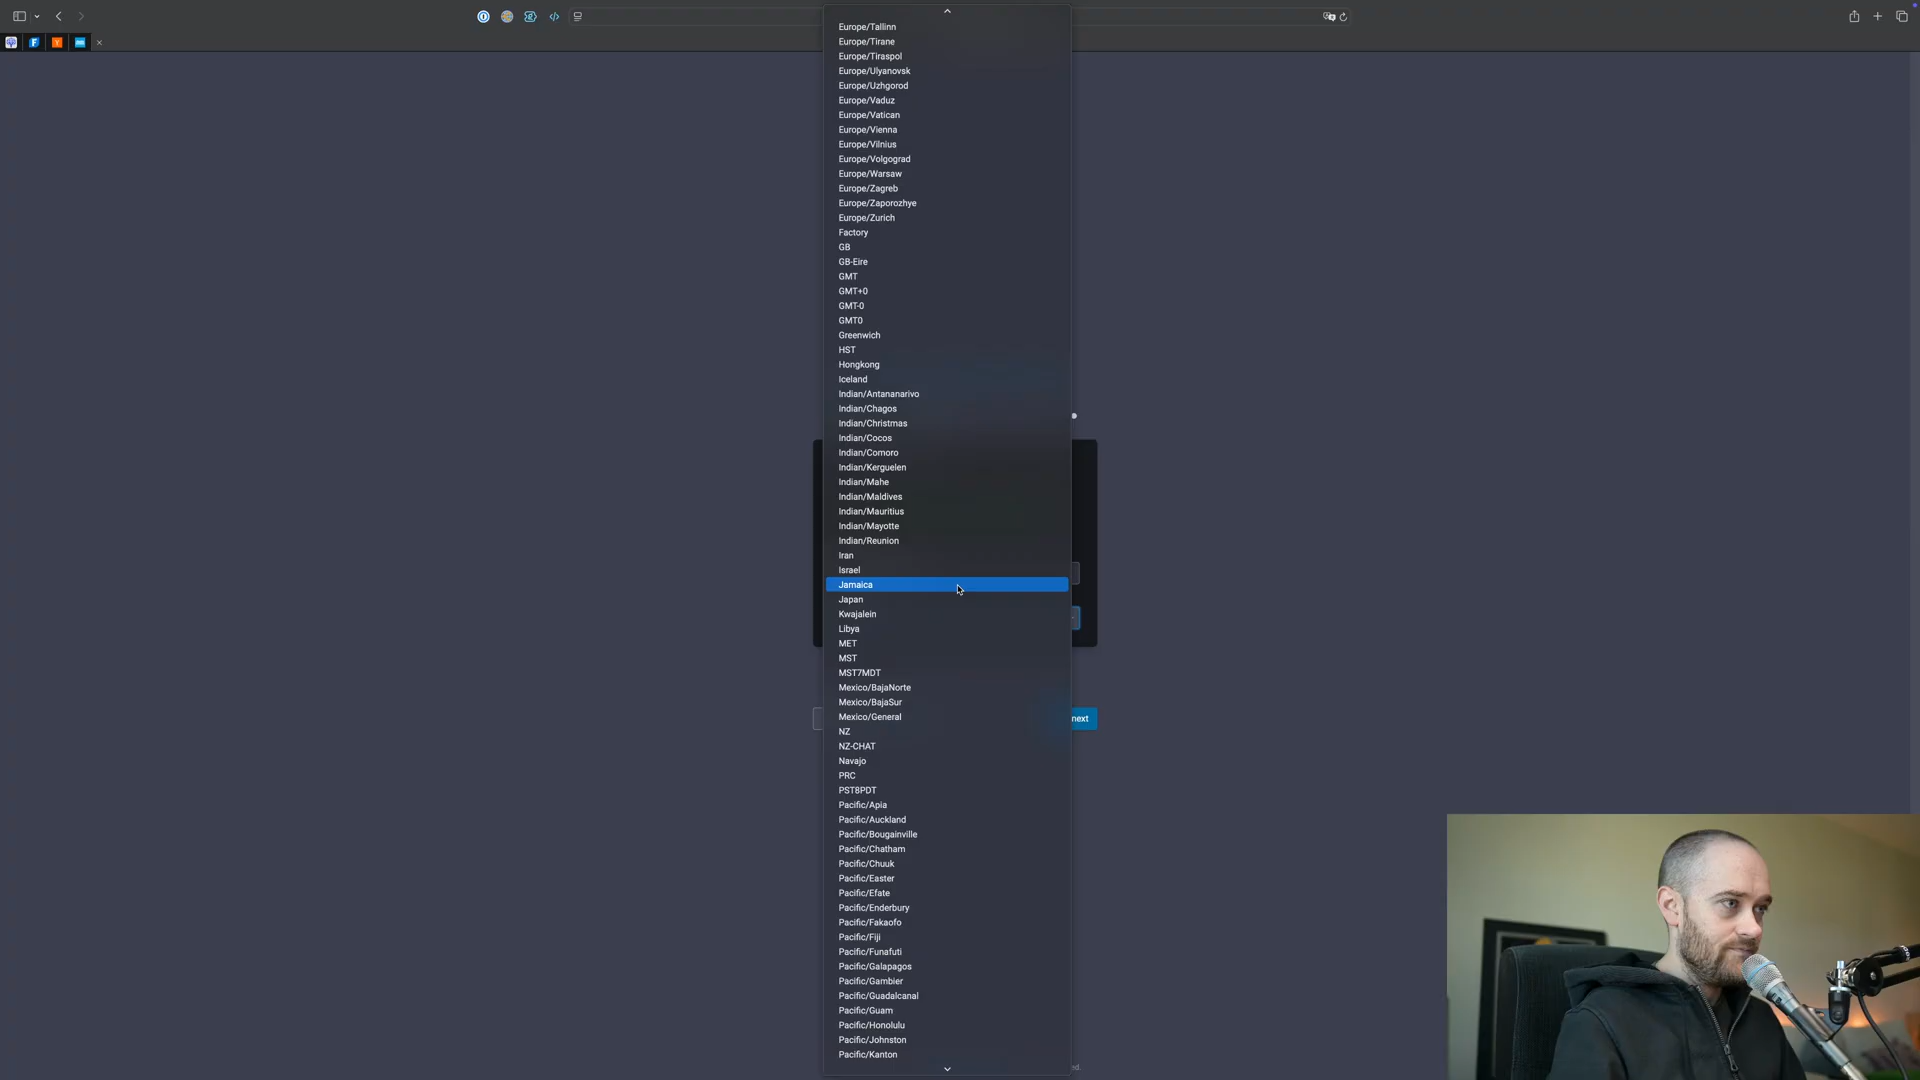 Europe/Tallinn
Europe/Tirane
Europe/Tiraspol
Europe/Ulyanovsk
Europe/Uzhgorod
Europe/Vaduz
Europe/Vatican
Europe/Vienna
Europe/Vilnius
Europe/Volgograd
Europe/Warsaw
Europe/Zagreb
Europe/Zaporozhye
Europe/Zurich
Factory
GB
GB-Eire
GMT
GMT+0
GMT-0
GMT0
Greenwich
HST
Hongkong
Iceland
Indian/Antananarivo
Indian/Chagos
Indian/Christmas
Indian/Cocos
Indian/Comoro
Indian/Kerguelen
Indian/Mahe
Indian/Maldives
Indian/Mauritius
Indian/Mayotte
Indian/Reunion
Iran
Israel
Jamaica
Japan
Kwajalein
Libya
MET
MST
MST7MDT
Mexico/BajaNorte
Mexico/BajaSur
Mexico/General
next
NZ
NZ-CHAT
Navajo
PRC
PST8PDT
Pacific/Apia
Pacific/Auckland
Pacific/Bougainville
Pacific/Chatham
Pacific/Chuuk
Pacific/Easter
Pacific/Efate
Pacific/Enderbury
Pacific/Fakaofo
Pacific/Fiji
Pacific/Funafuti
Pacific/Galapagos
Pacific/Gambier
Pacific/Guadalcanal
Pacific/Guam
Pacific/Honolulu
Pacific/Johnston
Pacific/Kanton